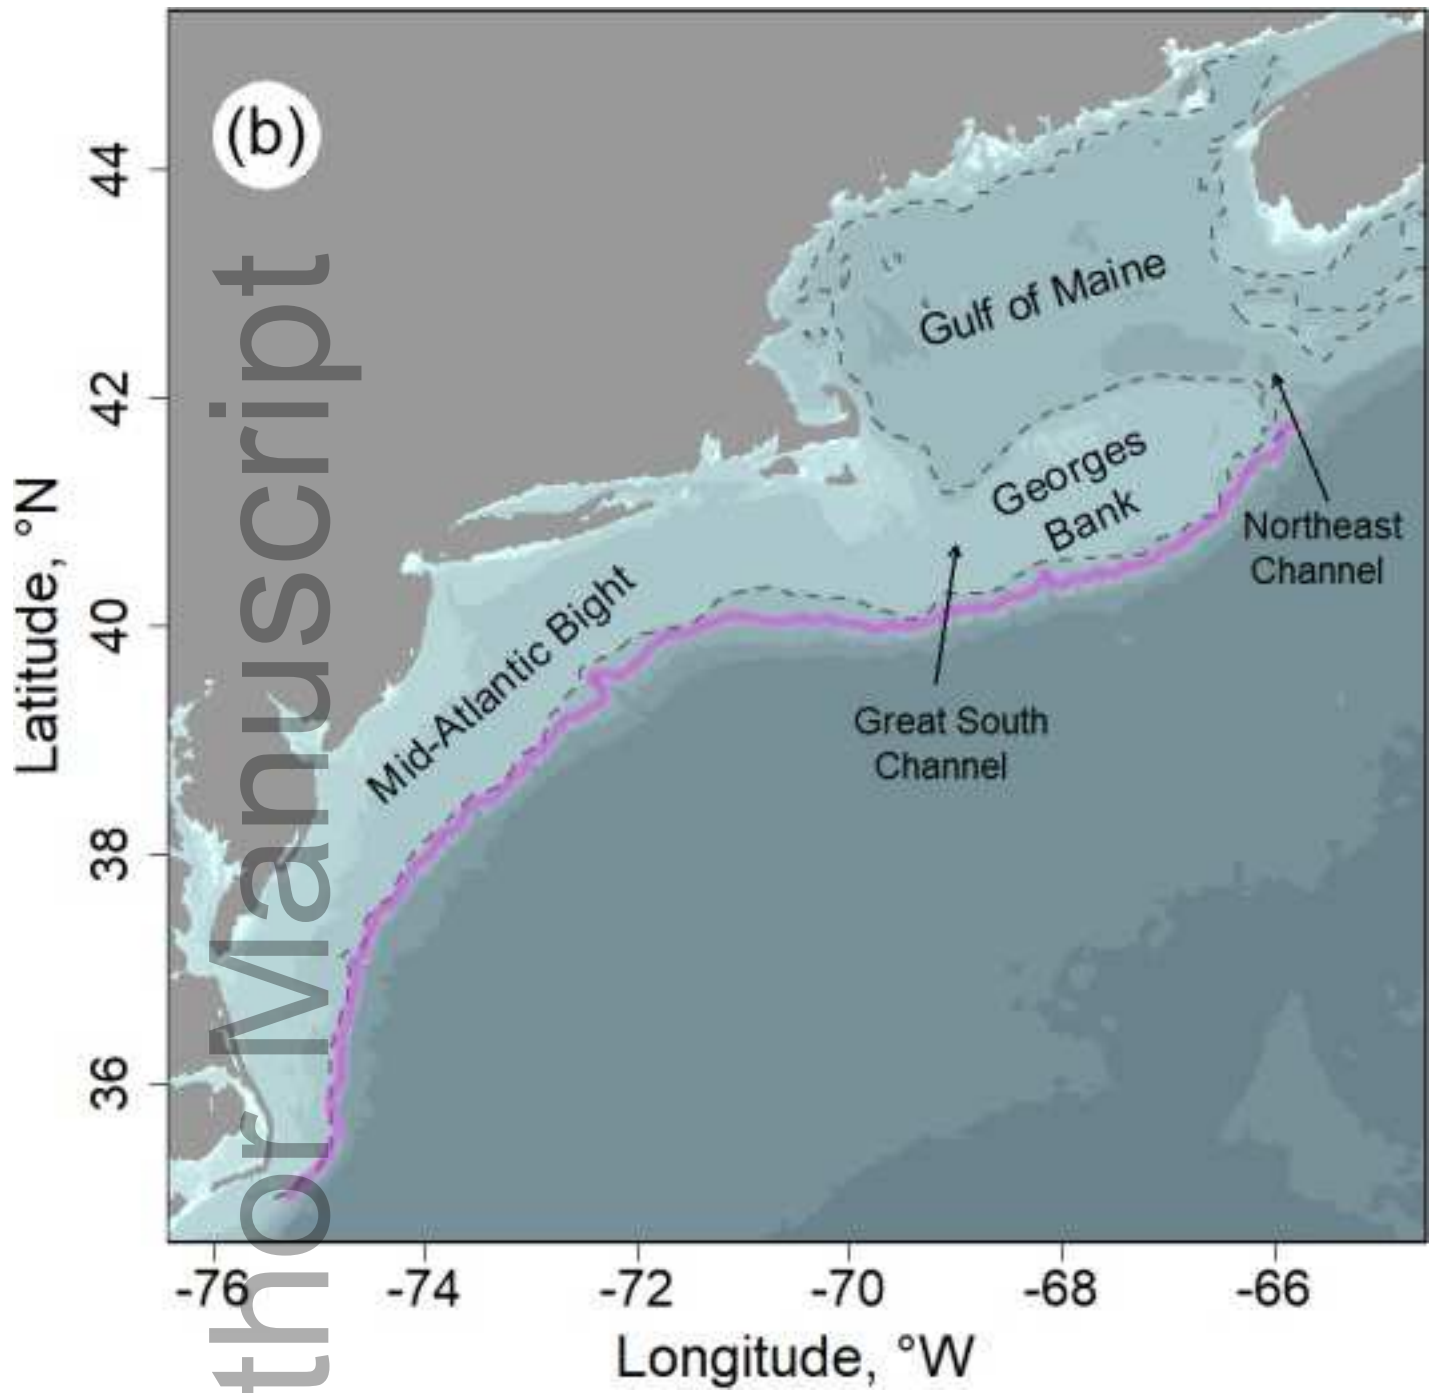 (b)
44
42
40
38
36
Latitude, °N
Gulf of Maine
Georges
Bank
Northeast
Channel
Mid-Atlantic Bight
Great South
Channel
-76
-74
-72
-70
-68
-66
Longitude, °W
thor Manuscript